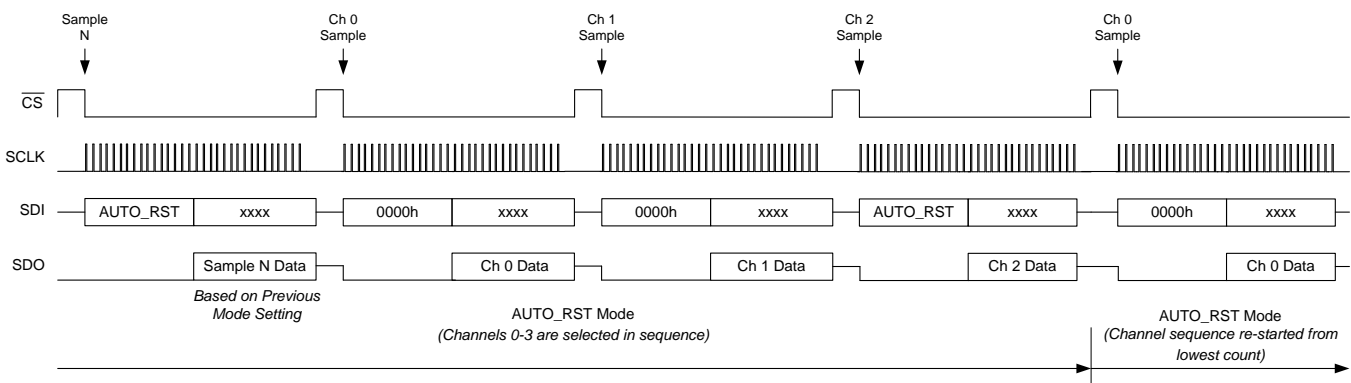 Sample
N
Ch 0
Sample
Ch 1
Sample
Ch 2
Sample
Ch 0
Sample
CS
SCLK
SDI
AUTO_RST
xxxx
0000h
xxxx
0000h
xxxx
AUTO_RST
xxxx
0000h
xxxx
SDO
Sample N Data
Ch 0 Data
Ch 1 Data
Ch 2 Data
Ch 0 Data
Based on Previous
Mode Setting
AUTO_RST Mode
(Channels 0-3 are selected in sequence)
AUTO_RST Mode
(Channel sequence re-started from
lowest count)